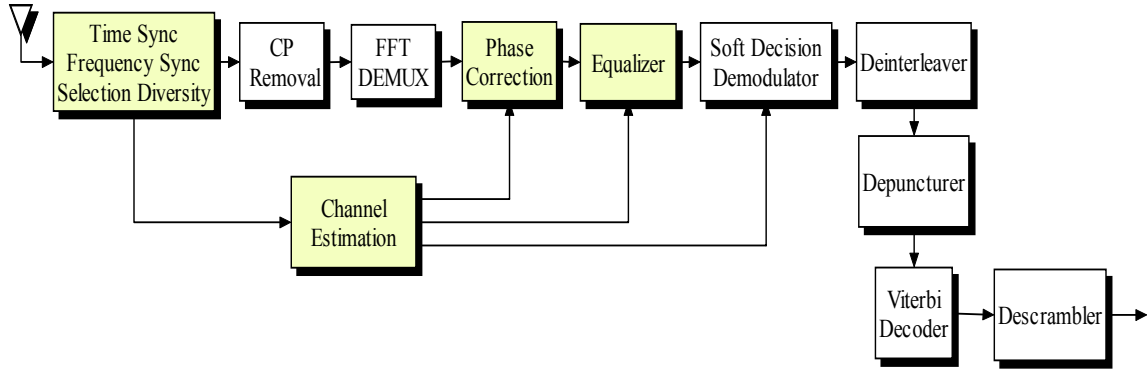 Time Sync
Frequency Sync
Selection Diversity
CP
Removal
FFT
DEMUX
Phase
Correction
Equalizer
Soft Decision
Demodulator
Deinterleaver
Channel
Estimation
Depuncturer
Viterbi
Decoder
Descrambler